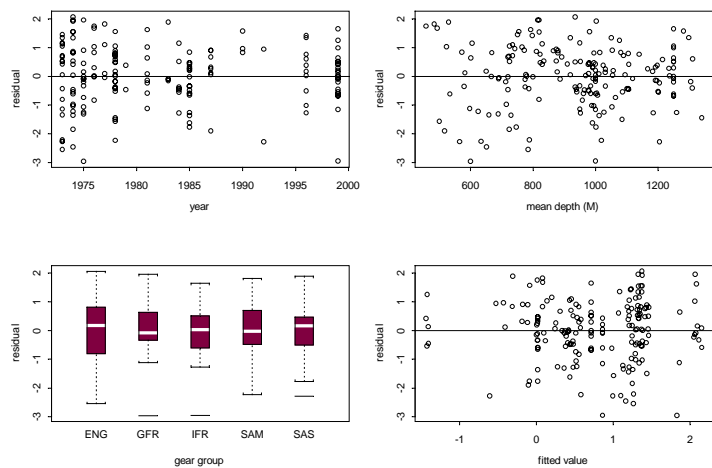 residual
2
1
0
-1
-2
-3
1975 1980 1985 1990 1995 2000
year
residual
2
1
0
-1
-2
-3
600 800 1000 1200
mean depth (M)
residual
2
1
0
-1
-2
-3
ENG GFR IFR SAM SAS
gear group
residual
2
1
0
-1
-2
-3
-1 0 1 2
fitted value